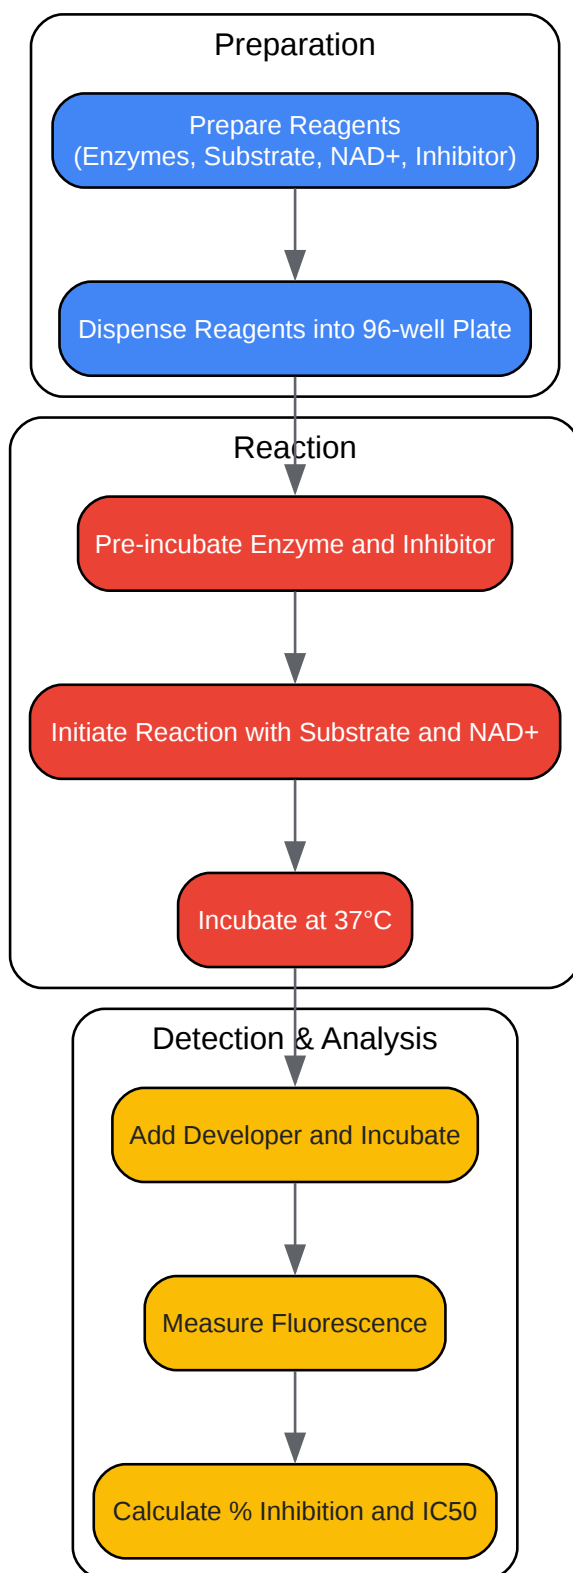 Preparation
Prepare Reagents
(Enzymes, Substrate, NAD+, Inhibitor)
Dispense Reagents into 96-well Plate
Reaction
Pre-incubate Enzyme and Inhibitor
Initiate Reaction with Substrate and NAD+
Incubate at 37°C
Detection & Analysis
Add Developer and Incubate
Measure Fluorescence
Calculate % Inhibition and IC50